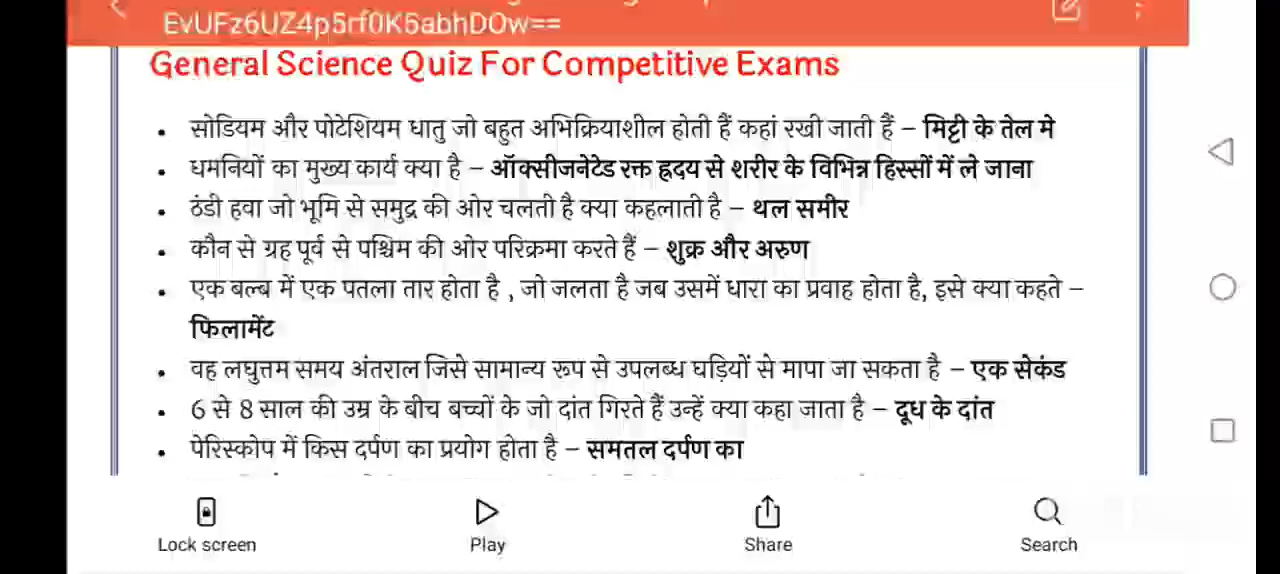 EvUFz6UZ4p5rf0K5abhDOw==
General Science Quiz For Competitive Exams
• सोडियम और पोटेशियम धातु जो बहुत अभिक्रियाशील होती हैं कहां रखी जाती हैं – मिट्टी के तेल मे
• धमनियों का मुख्य कार्य क्या है – ऑक्सीजनेटेड रक्त ह्रदय से शरीर के विभिन्न हिस्सों में ले जाना
• ठंडी हवा जो भूमि से समुद्र की ओर चलती है क्या कहलाती है – थल समीर
• कौन से ग्रह पूर्व से पश्चिम की ओर परिक्रमा करते हैं – शुक्र और अरुण
• एक बल्ब में एक पतला तार होता है , जो जलता है जब उसमें धारा का प्रवाह होता है, इसे क्या कहते –
फिलामेंट
• वह लघुत्तम समय अंतराल जिसे सामान्य रूप से उपलब्ध घड़ियों से मापा जा सकता है – एक सेकंड
• 6 से 8 साल की उम्र के बीच बच्चों के जो दांत गिरते हैं उन्हें क्या कहा जाता है – दूध के दांत
• पेरिस्कोप में किस दर्पण का प्रयोग होता है – समतल दर्पण का
Lock screen Play Share Search